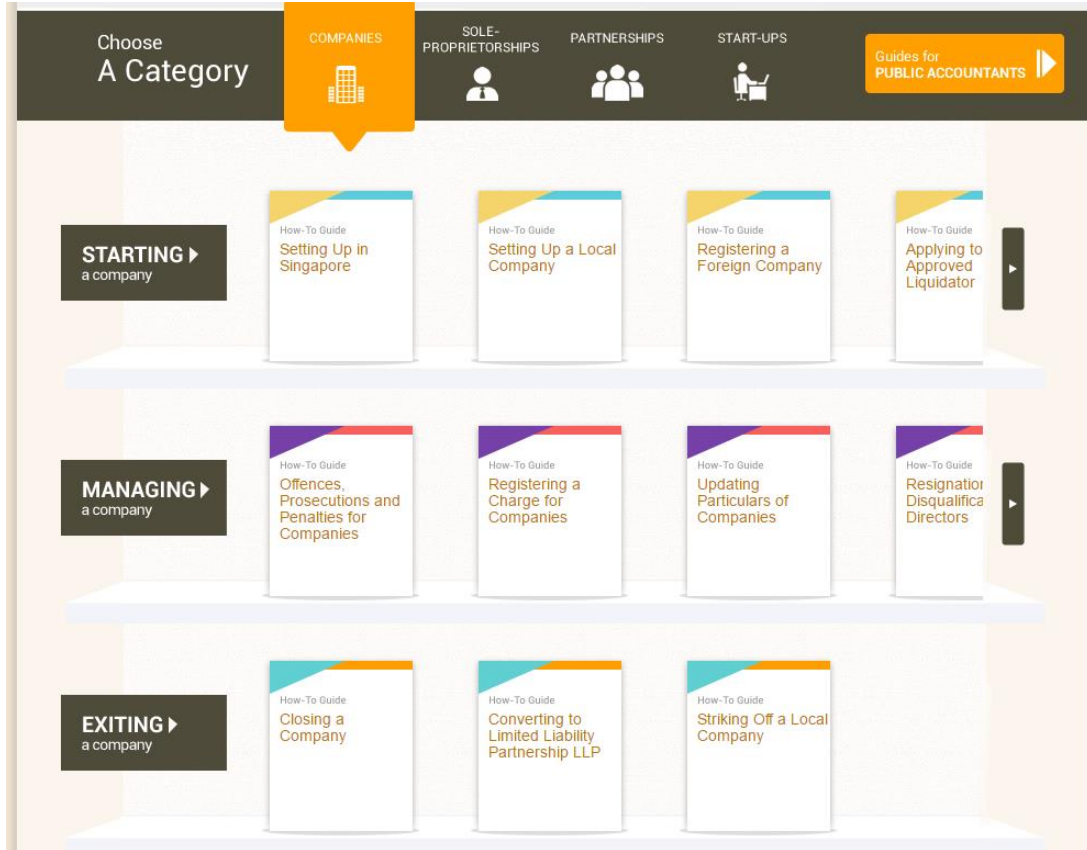 Choose
A Category
COMPANIES
SOLE-
PROPRIETORSHIPS
PARTNERSHIPS
START-UPS
Guides for
PUBLIC ACCOUNTANTS
STARTING
a company
How-To Guide
Setting Up in
Singapore
How-To Guide
Setting Up a Local
Company
How-To Guide
Registering a
Foreign Company
How-To Guide
Applying to
Approved
Liquidator
MANAGING
a company
How-To Guide
Offences,
Prosecutions and
Penalties for
Companies
How-To Guide
Registering a
Charge for
Companies
How-To Guide
Updating
Particulars of
Companies
How-To Guide
Resignation
Disqualifica
Directors
EXITING
a company
How-To Guide
Closing a
Company
How-To Guide
Converting to
Limited Liability
Partnership LLP
How-To Guide
Striking Off a Local
Company